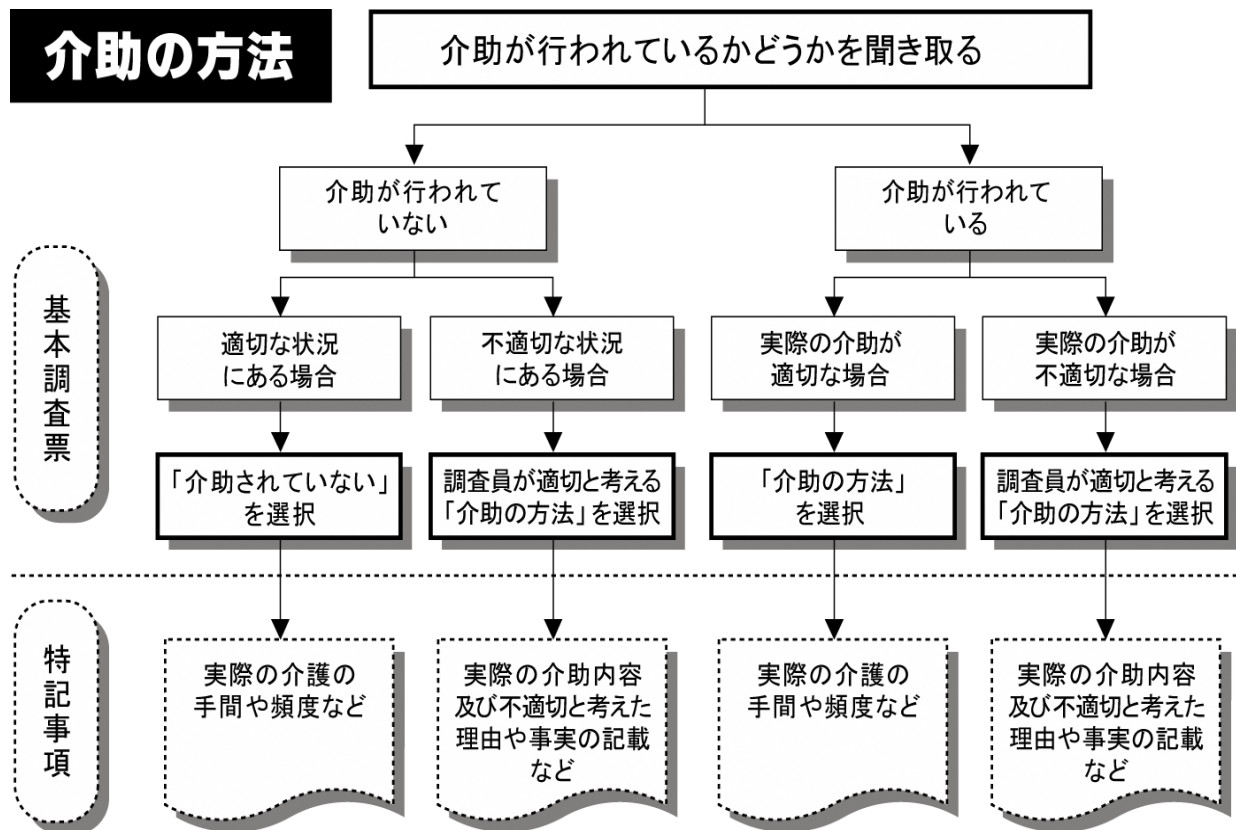 介助の方法
介助が行われているかどうかを聞き取る
介助が行われて
いない
介助が行われて
いる
基本調査票
適切な状況
にある場合
不適切な状況
にある場合
実際の介助が
適切な場合
実際の介助が
不適切な場合
「介助されていない」
を選択
調査員が適切と考える
「介助の方法」を選択
「介助の方法」
を選択
調査員が適切と考える
「介助の方法」を選択
特記事項
実際の介護の
手間や頻度など
実際の介助内容
及び不適切と考えた
理由や事実の記載
など
実際の介護の
手間や頻度など
実際の介助内容
及び不適切と考えた
理由や事実の記載
など